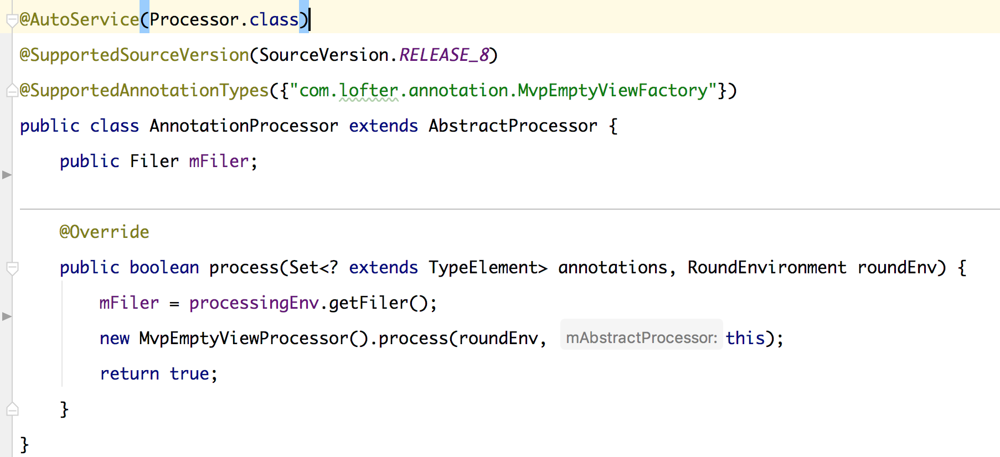 @AutoService(Processor.class)
@SupportedSourceVersion(SourceVersion.RELEASE_8)
@SupportedAnnotationTypes({"com.lofter.annotation.MvpEmptyViewFactory"})
public class AnnotationProcessor extends AbstractProcessor {
    public Filer mFiler;
    @Override
    public boolean process(Set<? extends TypeElement> annotations, RoundEnvironment roundEnv) {
        mFiler = processingEnv.getFiler();
        new MvpEmptyViewProcessor().process(roundEnv, mAbstractProcessor: this);
        return true;
    }
}